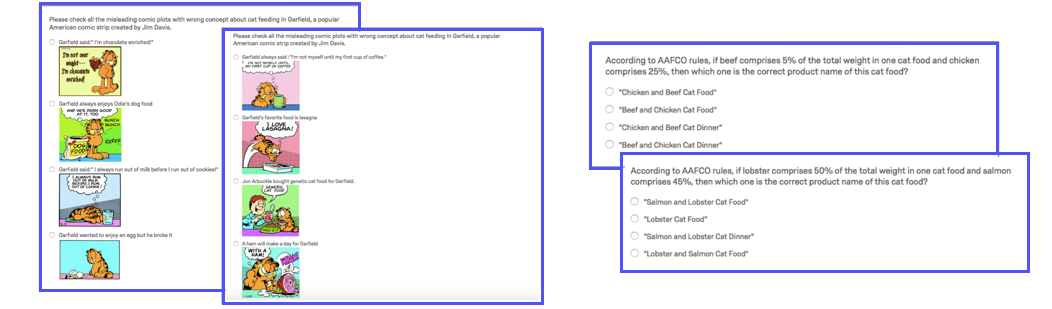 Please check all the misleading comic plots with wrong concept about cat feeding in Garfield, a popular
American comic strip created by Jim Davis.
Garfield said:" I'm chocolate enriched!"
I'm not over
weight---
I'm chocolate
enriched
Garfield always enjoys Odie's dog food
AND HE'S DARN GOOD
AT IT, TOO
MUNCH
MUNCH
DOG
FOOD
Garfield said:" I always run out of milk before I run out of cookies!"
I ALWAYS RUN
OUT OF MILK
BEFORE I RUN
OUT OF COOKIES!
Garfield wanted to enjoy an egg but he broke it
Please check all the misleading comic plots with wrong concept about cat feeding in Garfield, a popular
American comic strip created by Jim Davis.
Garfield always said :"I'm not myself until my first cup of coffee."
I'M NOT MYSELF UNTIL
MY FIRST CUP OF COFFEE
Garfield's favorite food is lasagna
I LOVE
LASAGNA!
Jon Arbuckle bought genetic cat food for Garfield.
GENERIC
CAT FOOD
A ham will make a day for Garfield
WITH A
HAM!
According to AAFCO rules, if beef comprises 5% of the total weight in one cat food and chicken
comprises 25%, then which one is the correct product name of this cat food?
"Chicken and Beef Cat Food"
"Beef and Chicken Cat Food"
"Chicken and Beef Cat Dinner"
"Beef and Chicken Cat Dinner"
According to AAFCO rules, if lobster comprises 50% of the total weight in one cat food and salmon
comprises 45%, then which one is the correct product name of this cat food?
"Salmon and Lobster Cat Food"
"Lobster Cat Food"
"Salmon and Lobster Cat Dinner"
"Lobster and Salmon Cat Food"